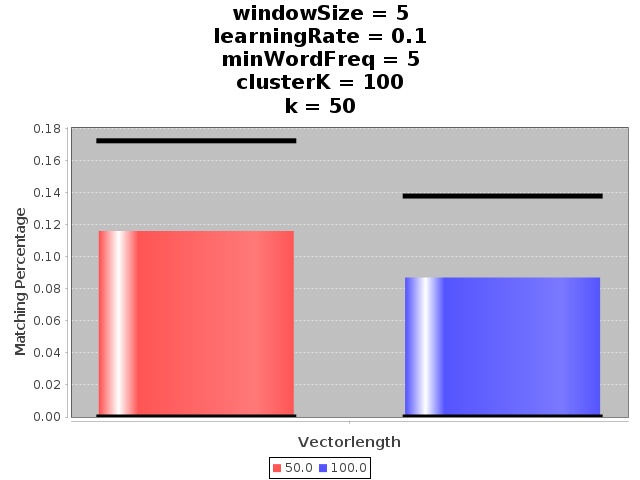 windowSize = 5
learningRate = 0.1
minWordFreq = 5
clusterK = 100
k = 50
0.18
0.16
0.14
0.12
0.10
0.08
0.06
0.04
0.02
0.00
Matching Percentage
Vectorlength
50.0 100.0